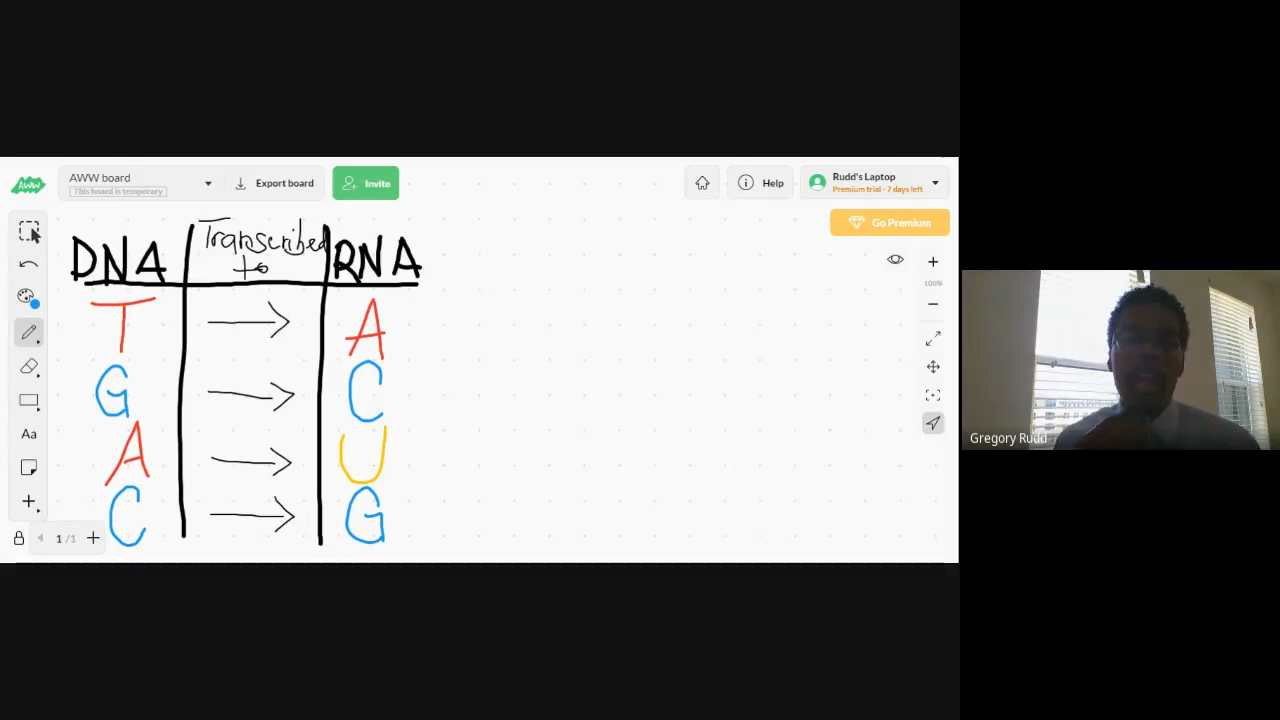 AWW
AWW board
This board is temporary
Export board
Invite
Help
Rudd's Laptop
Premium trial - 7 days left
Go Premium
DNA Transcribed to RNA
T → A
G → C
A → U
C → G
100%
Aa
1 /1
Gregory Rudd